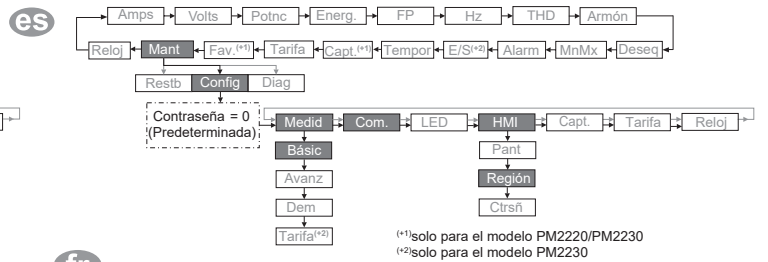 es
Amps Volts Potnc Energ. FP Hz THD Armón
Reloj Mant Fav.(*1) Tarifa Capt.(*1) Tempor E/S(*2) Alarm MnMx Deseq
Restb Config Diag
Contraseña = 0
(Predeterminada)
Medid Com. LED HMI Capt. Tarifa Reloj
Básic Pant
Avanz Región
Dem Ctrsñ
Tarifa(*2)
(*1)solo para el modelo PM2220/PM2230
(*2)solo para el modelo PM2230